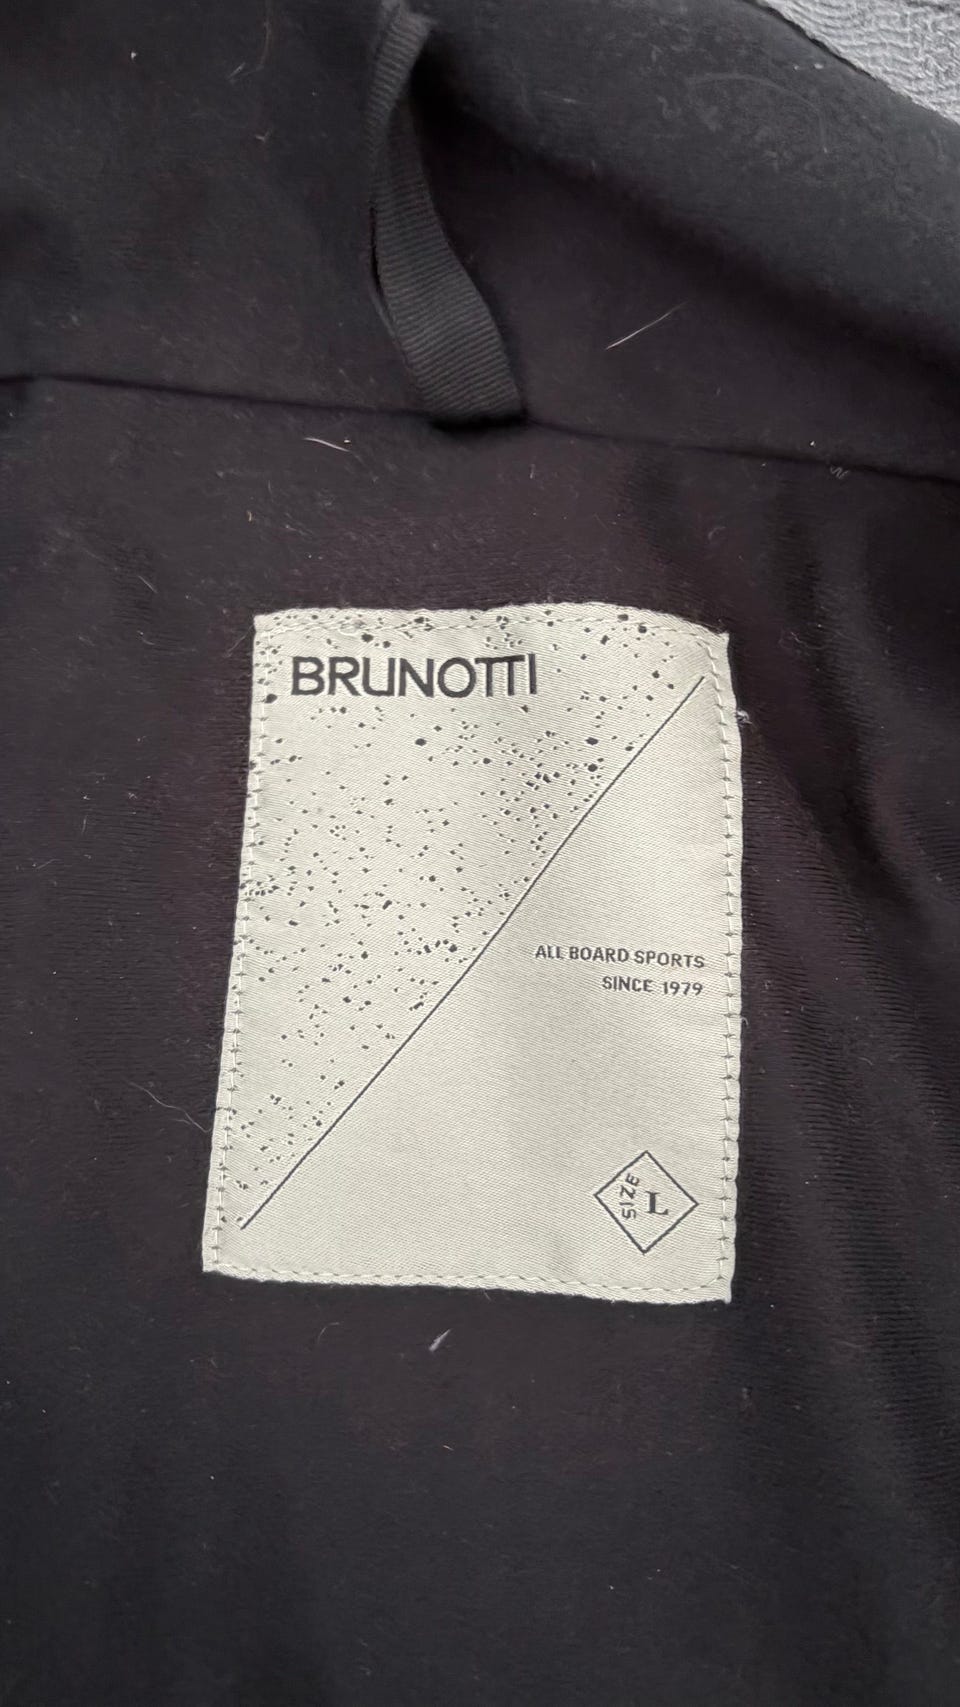 BRUNOTTI
ALL BOARD SPORTS
SINCE 1979
SIZE L